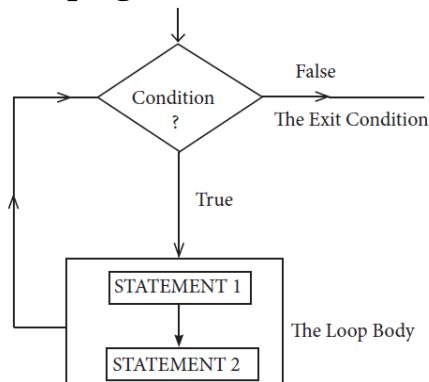 False
Condition
?
The Exit Condition
True
STATEMENT 1
The Loop Body
STATEMENT 2